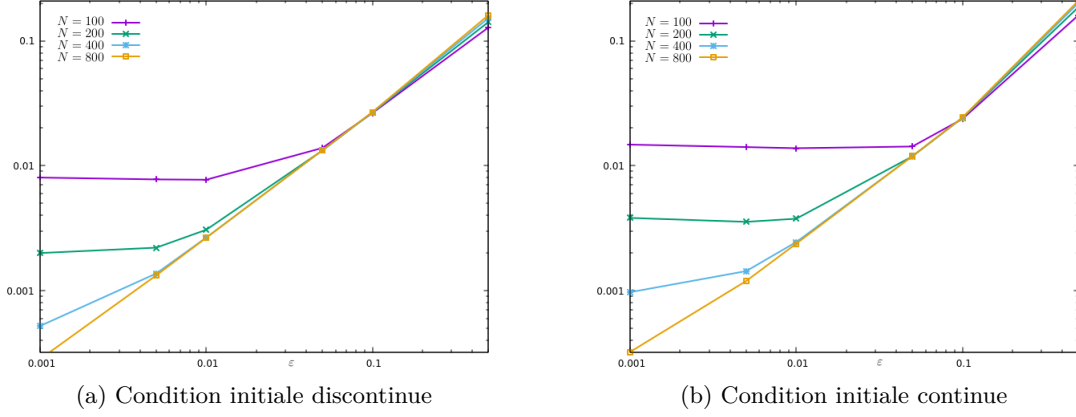 N = 100
N = 200
N = 400
N = 800
0.1
0.01
0.001
0.001
0.01
0.1
ε
(a) Condition initiale discontinue
N = 100
N = 200
N = 400
N = 800
0.1
0.01
0.001
0.001
0.01
0.1
ε
(b) Condition initiale continue